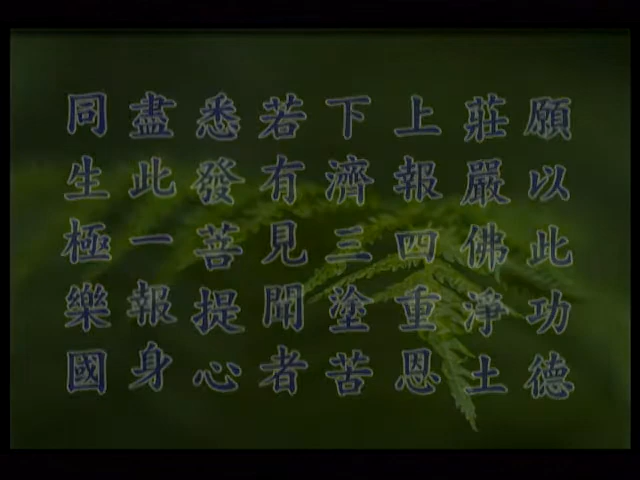 願以此功德
莊嚴佛淨土
上報四重恩
下濟三塗苦
若有見聞者
悉發菩提心
盡此一報身
同生極樂國